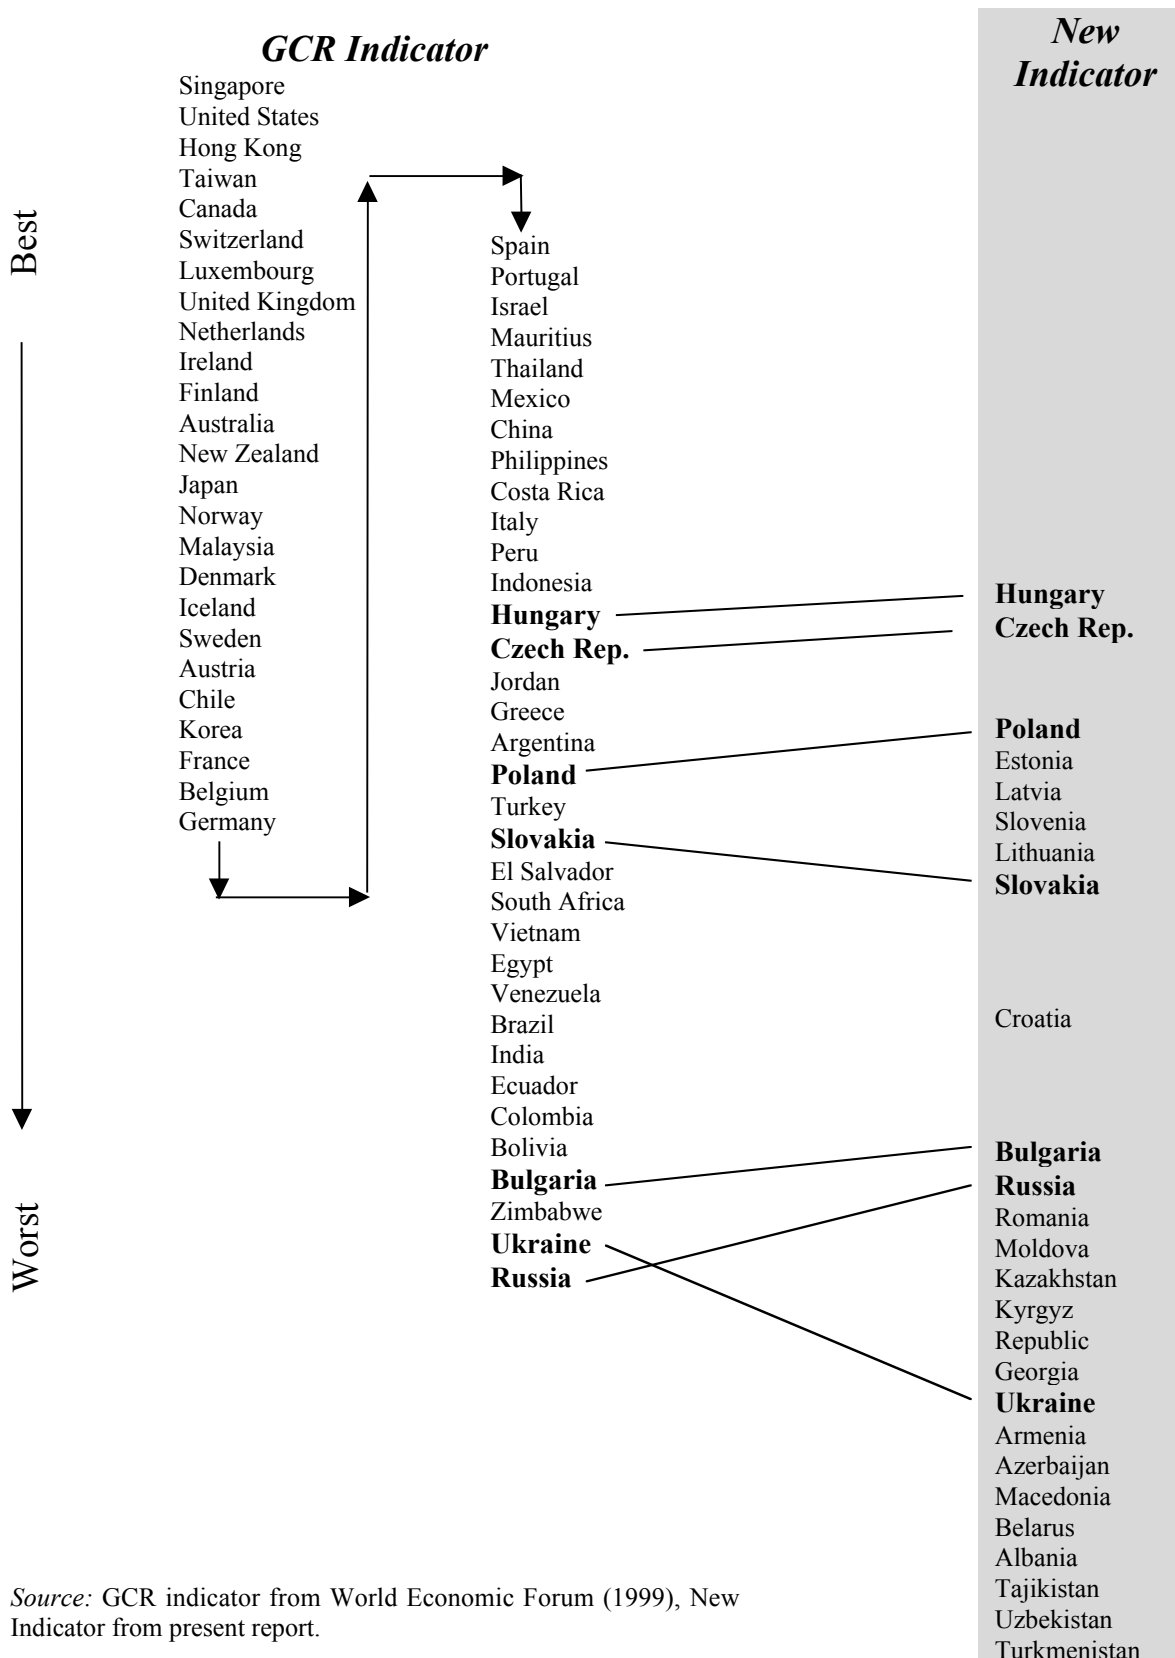 GCR Indicator
Singapore
United States
Hong Kong
Taiwan
Canada
Switzerland
Luxembourg
United Kingdom
Netherlands
Ireland
Finland
Australia
New Zealand
Japan
Norway
Malaysia
Denmark
Iceland
Sweden
Austria
Chile
Korea
France
Belgium
Germany
Spain
Portugal
Israel
Mauritius
Thailand
Mexico
China
Philippines
Costa Rica
Italy
Peru
Indonesia
Hungary
Czech Rep.
Jordan
Greece
Argentina
Poland
Turkey
Slovakia
El Salvador
South Africa
Vietnam
Egypt
Venezuela
Brazil
India
Ecuador
Colombia
Bolivia
Bulgaria
Zimbabwe
Ukraine
Russia
New
Indicator
Hungary
Czech Rep.
Poland
Estonia
Latvia
Slovenia
Lithuania
Slovakia
Croatia
Bulgaria
Russia
Romania
Moldova
Kazakhstan
Kyrgyz
Republic
Georgia
Ukraine
Armenia
Azerbaijan
Macedonia
Belarus
Albania
Tajikistan
Uzbekistan
Turkmenistan
Best
Worst
Source: GCR indicator from World Economic Forum (1999), New
Indicator from present report.